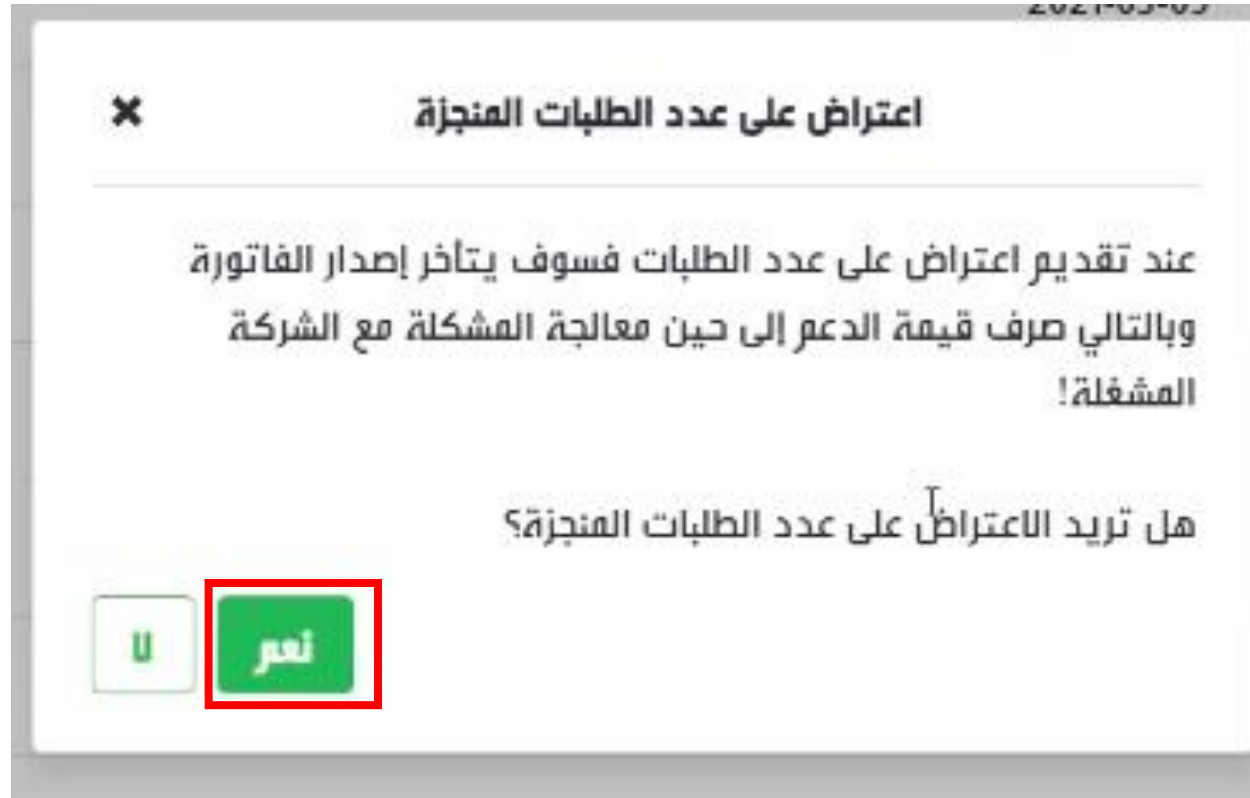 اعتراض على عدد الطلبات المنجزة
عند تقديم اعتراض على عدد الطلبات فسوف يتأخر إصدار الفاتورة
وبالتالي صرف قيمة الدعم إلى حين معالجة المشكلة مع الشركة
المشغلة!
هل تريد الاعتراض على عدد الطلبات المنجزة؟
نعم
لا